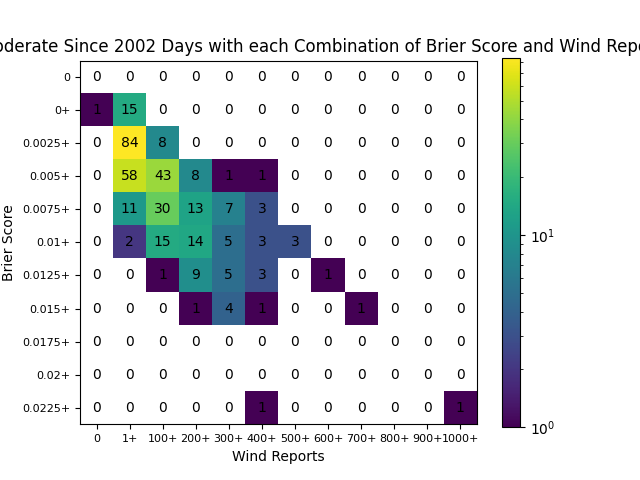 oderate Since 2002 Days with each Combination of Brier Score and Wind Repo
0 0 0 0 0 0 0 0 0 0 0 0 0
0+ 1 15 0 0 0 0 0 0 0 0 0 0
0.0025+ 0 84 8 0 0 0 0 0 0 0 0 0
0.005+ 0 58 43 8 1 1 0 0 0 0 0 0
0.0075+ 0 11 30 13 7 3 0 0 0 0 0 0
0.01+ 0 2 15 14 5 3 3 0 0 0 0 0
0.0125+ 0 0 1 9 5 3 0 1 0 0 0 0
0.015+ 0 0 0 1 4 1 0 0 1 0 0 0
0.0175+ 0 0 0 0 0 0 0 0 0 0 0 0
0.02+ 0 0 0 0 0 0 0 0 0 0 0 0
0.0225+ 0 0 0 0 0 1 0 0 0 0 0 1
0 1+ 100+ 200+ 300+ 400+ 500+ 600+ 700+ 800+ 900+ 1000+
Wind Reports
Brier Score
10¹
10⁰